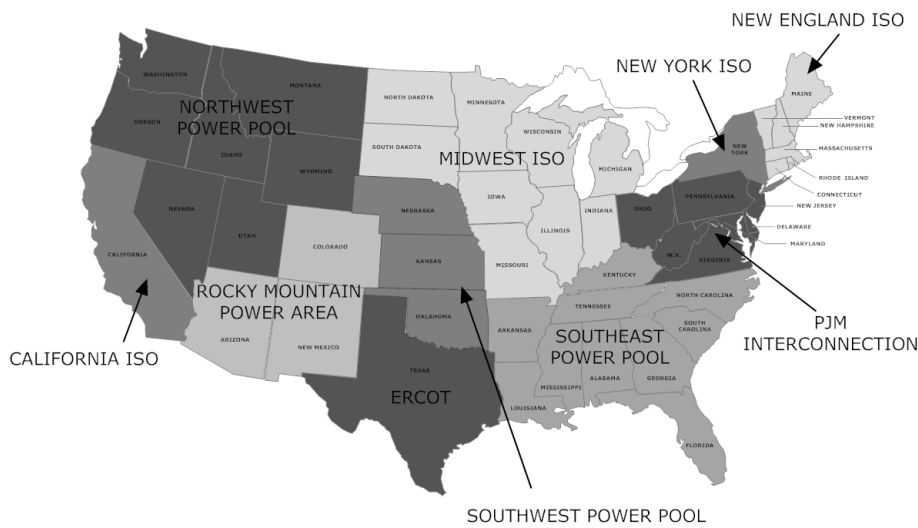 NEW ENGLAND ISO
NEW YORK ISO
WASHINGTON
MONTANA
NORTH DAKOTA
MINNESOTA
MAINE
NORTHWEST
POWER POOL
OREGON
IDAHO
WYOMING
SOUTH DAKOTA
WISCONSIN
MIDWEST ISO
MICHIGAN
NEW
YORK
VERMONT
NEW HAMPSHIRE
MASSACHUSETTS
RHODE ISLAND
CONNECTICUT
NEW JERSEY
DELAWARE
MARYLAND
NEVADA
UTAH
CALIFORNIA
COLORADO
NEBRASKA
KANSAS
IOWA
ILLINOIS
INDIANA
OHIO
PENNSYLVANIA
MISSOURI
KENTUCKY
W.V.
VIRGINIA
ROCKY MOUNTAIN
POWER AREA
ARIZONA
NEW MEXICO
OKLAHOMA
ARKANSAS
TENNESSEE
NORTH CAROLINA
SOUTH
CAROLINA
SOUTHEAST
POWER POOL
PJM
INTERCONNECTION
CALIFORNIA ISO
TEXAS
ERCOT
LOUISIANA
MISSISSIPPI
ALABAMA
GEORGIA
FLORIDA
SOUTHWEST POWER POOL